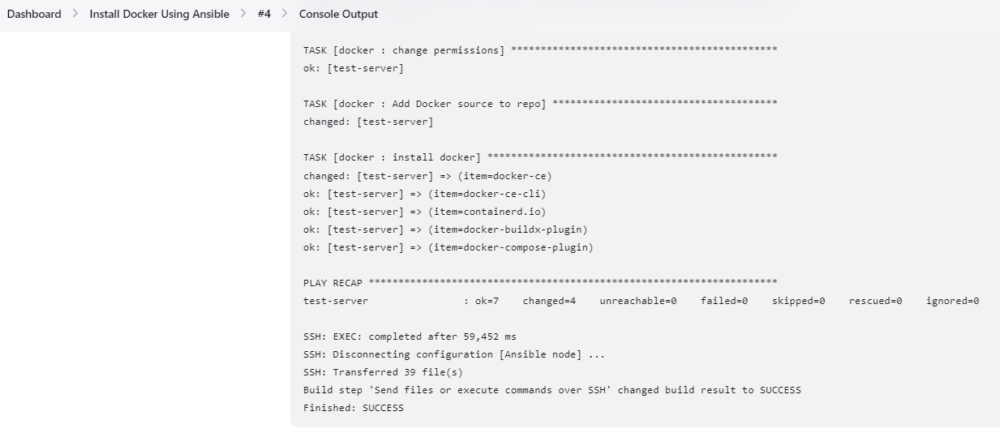 Dashboard > Install Docker Using Ansible > #4 > Console Output
TASK [docker : change permissions] *********************************************
ok: [test-server]
TASK [docker : Add Docker source to repo] **************************************
changed: [test-server]
TASK [docker : install docker] *************************************************
changed: [test-server] => (item=docker-ce)
ok: [test-server] => (item=docker-ce-cli)
ok: [test-server] => (item=containerd.io)
ok: [test-server] => (item=docker-buildx-plugin)
ok: [test-server] => (item=docker-compose-plugin)
PLAY RECAP *********************************************************************
test-server                : ok=7    changed=4    unreachable=0    failed=0    skipped=0    rescued=0    ignored=0
SSH: EXEC: completed after 59,452 ms
SSH: Disconnecting configuration [Ansible node] ...
SSH: Transferred 39 file(s)
Build step 'Send files or execute commands over SSH' changed build result to SUCCESS
Finished: SUCCESS